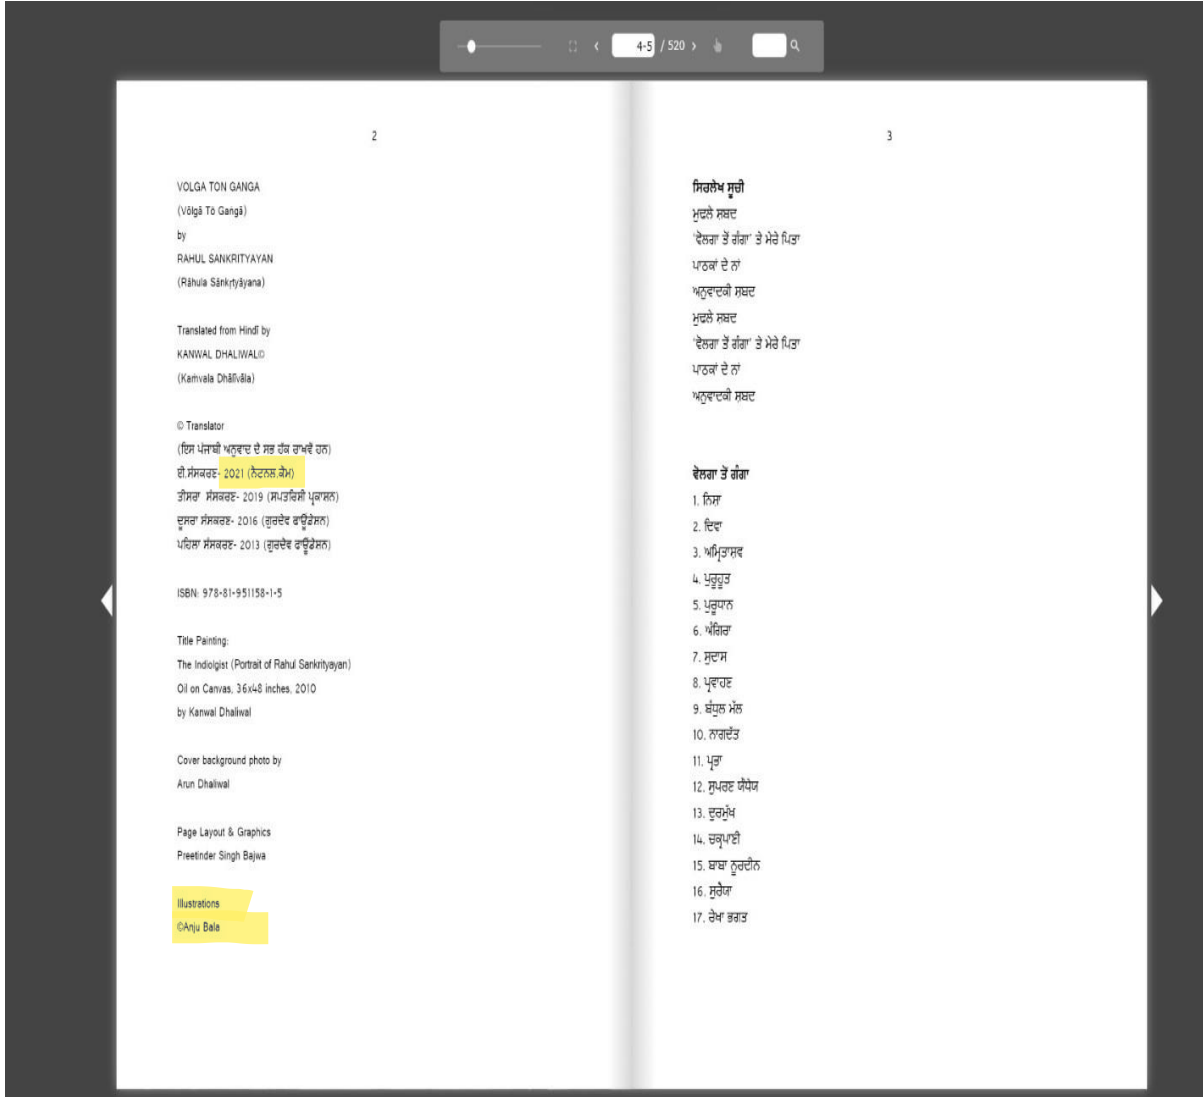 4-5 / 520
2
VOLGA TON GANGA
(Vōlgā Tō Gaṅgā)
by
RAHUL SANKRITYAYAN
(Rāhula Sānkrṭyāyana)
Translated from Hindī by
KANWAL DHALIWAL©
(Kaṁvala Dhālīvāla)
© Translator
(ਇਸ ਪੰਜਾਬੀ ਅਨੁਵਾਦ ਦੇ ਸਭ ਹੱਕ ਰਾਖਵੇਂ ਹਨ)
ਈ.ਸੰਸਕਰਣ- 2021 (ਨੈਟਨਲ.ਕੈਮ)
ਤੀਸਰਾ ਸੰਸਕਰਣ- 2019 (ਸਪਤਰਿਸ਼ੀ ਪ੍ਰਕਾਸ਼ਨ)
ਦੂਸਰਾ ਸੰਸਕਰਣ- 2016 (ਗੁਰਦੇਵ ਫਾਊਂਡੇਸ਼ਨ)
ਪਹਿਲਾ ਸੰਸਕਰਣ- 2013 (ਗੁਰਦੇਵ ਫਾਊਂਡੇਸ਼ਨ)
ISBN: 978-81-951158-1-5
Title Painting:
The Indiolgist (Portrait of Rahul Sankrityayan)
Oil on Canvas, 36x48 inches, 2010
by Kanwal Dhaliwal
Cover background photo by
Arun Dhaliwal
Page Layout & Graphics
Preetinder Singh Bajwa
Illustrations
©Anju Bala
3
ਸਿਰਲੇਖ ਸੂਚੀ
ਮੁਢਲੇ ਸ਼ਬਦ
'ਵੋਲਗਾ ਤੋਂ ਗੰਗਾ' ਤੇ ਮੇਰੇ ਪਿਤਾ
ਪਾਠਕਾਂ ਦੇ ਨਾਂ
ਅਨੁਵਾਦਕੀ ਸ਼ਬਦ
ਮੁਢਲੇ ਸ਼ਬਦ
'ਵੋਲਗਾ ਤੋਂ ਗੰਗਾ' ਤੇ ਮੇਰੇ ਪਿਤਾ
ਪਾਠਕਾਂ ਦੇ ਨਾਂ
ਅਨੁਵਾਦਕੀ ਸ਼ਬਦ
ਵੋਲਗਾ ਤੋਂ ਗੰਗਾ
1. ਨਿਸ਼ਾ
2. ਦਿਵਾ
3. ਅਮ੍ਰਿਤਾਸ਼ਵ
4. ਪੁਰੂਹੂਤ
5. ਪੁਰੂਧਾਨ
6. ਅੰਗਿਰਾ
7. ਸੁਦਾਸ
8. ਪ੍ਰਵਾਹਣ
9. ਬੰਧੁਲ ਮੱਲ
10. ਨਾਗਦੱਤ
11. ਪ੍ਰਭਾ
12. ਸੁਪਰਣ ਯੌਧੇਯ
13. ਦੁਰਮੁੱਖ
14. ਚਕ੍ਰਪਾਣੀ
15. ਬਾਬਾ ਨੂਰਦੀਨ
16. ਸੁਰੈਯਾ
17. ਰੇਖਾ ਭਗਤ